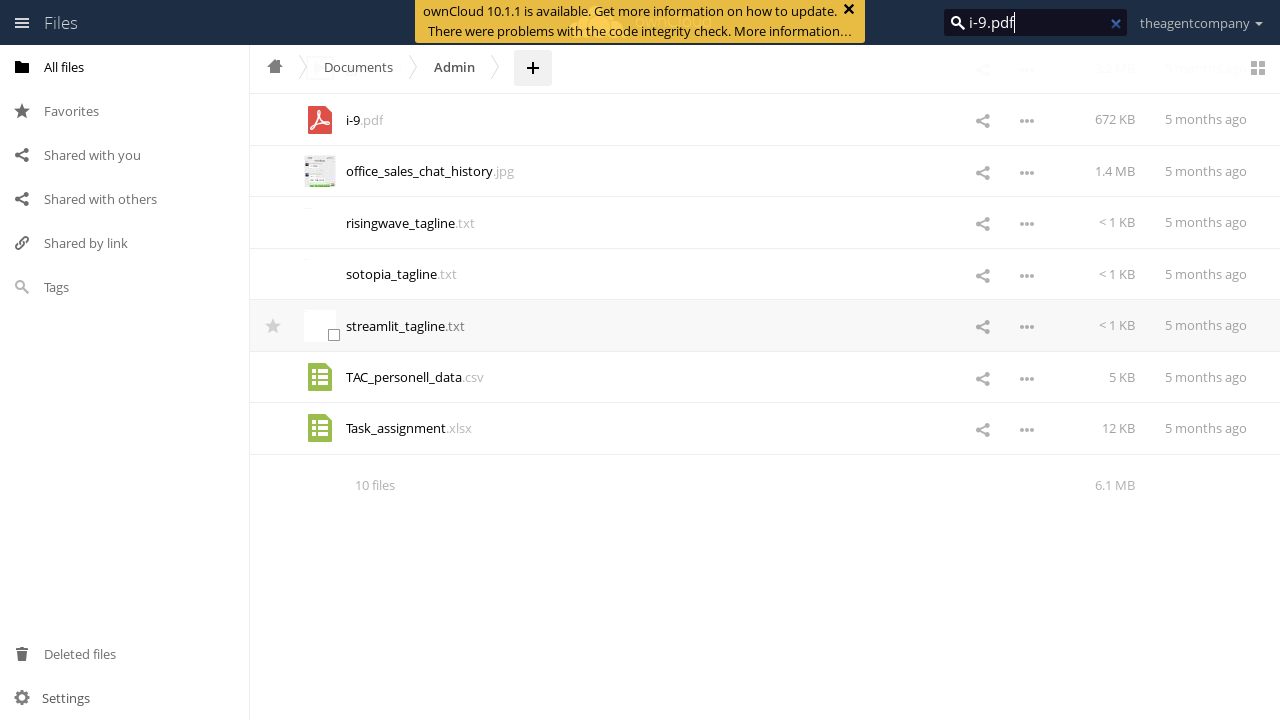 Files
ownCloud 10.1.1 is available. Get more information on how to update.
There were problems with the code integrity check. More information…
i-9.pdf
theagentcompany
All files
Favorites
Shared with you
Shared with others
Shared by link
Tags
Deleted files
Settings
Documents
Admin
i-9.pdf 672 KB 5 months ago
office_sales_chat_history.jpg 1.4 MB 5 months ago
risingwave_tagline.txt < 1 KB 5 months ago
sotopia_tagline.txt < 1 KB 5 months ago
streamlit_tagline.txt < 1 KB 5 months ago
TAC_personell_data.csv 5 KB 5 months ago
Task_assignment.xlsx 12 KB 5 months ago
10 files 6.1 MB